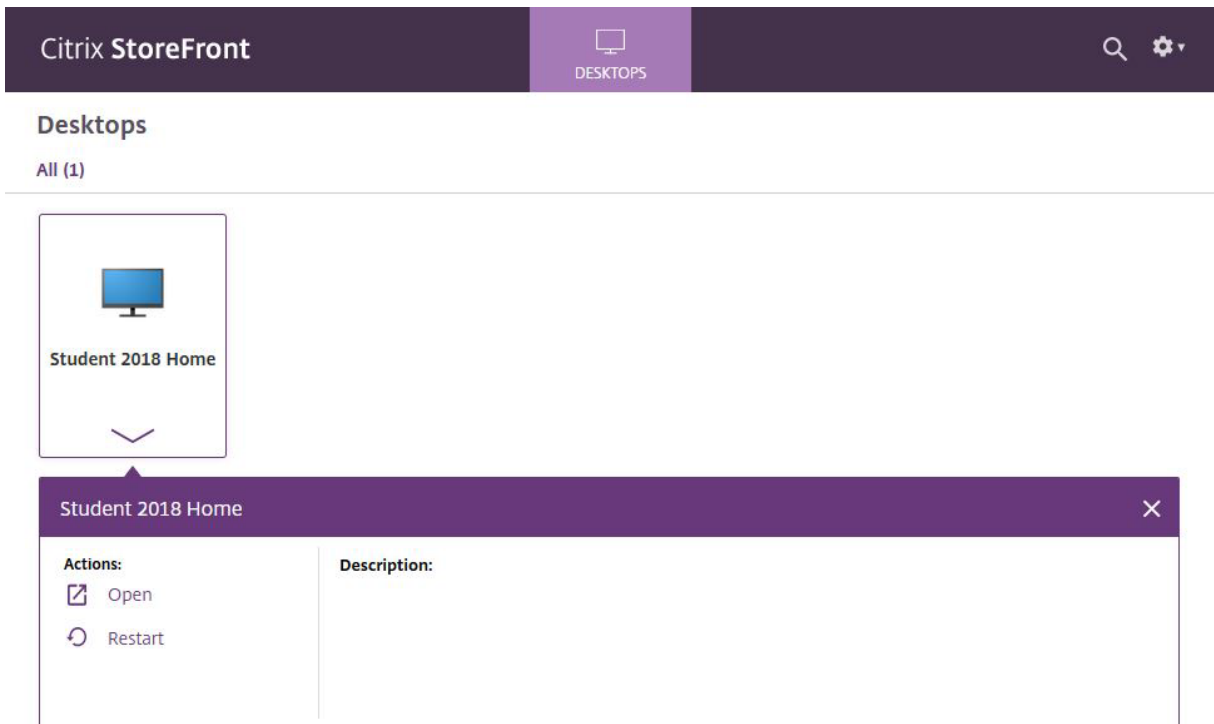 Citrix StoreFront
DESKTOPS
Desktops
All (1)
Student 2018 Home
Student 2018 Home
Actions:
Open
Restart
Description: